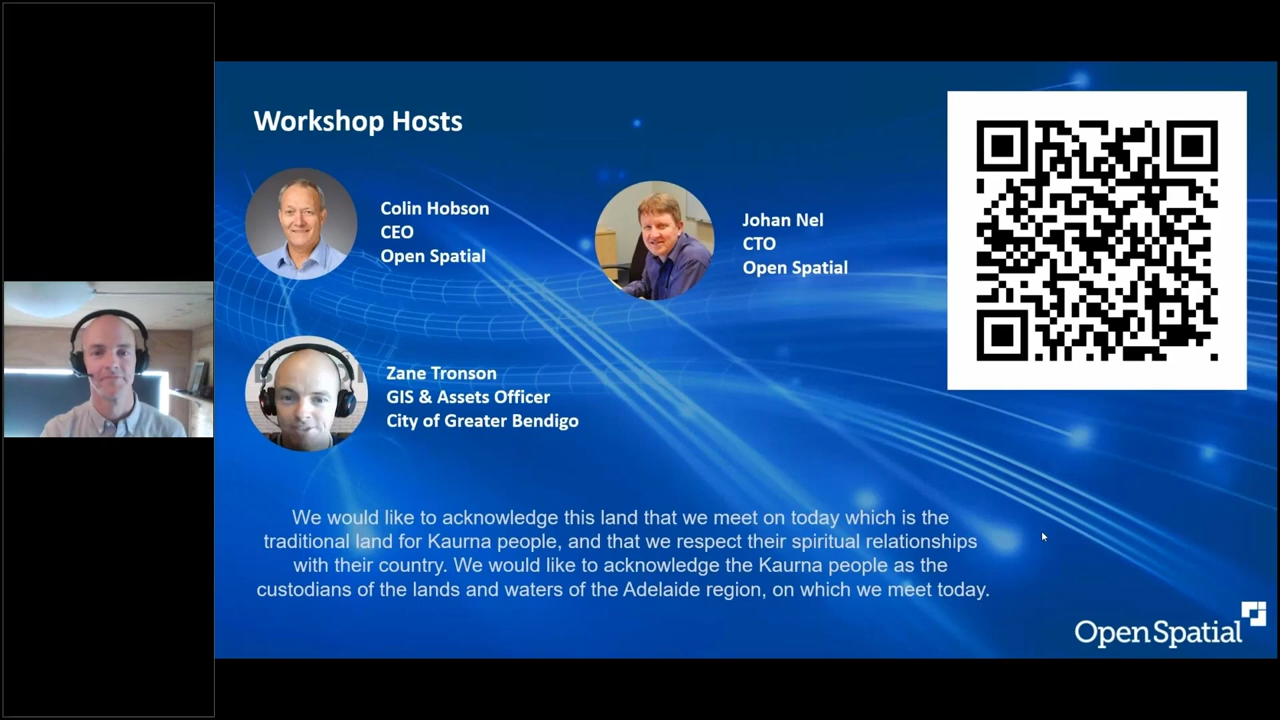 Workshop Hosts
Colin Hobson
CEO
Open Spatial
Johan Nel
CTO
Open Spatial
Zane Tronson
GIS & Assets Officer
City of Greater Bendigo
We would like to acknowledge this land that we meet on today which is the
traditional land for Kaurna people, and that we respect their spiritual relationships
with their country. We would like to acknowledge the Kaurna people as the
custodians of the lands and waters of the Adelaide region, on which we meet today.
Open Spatial